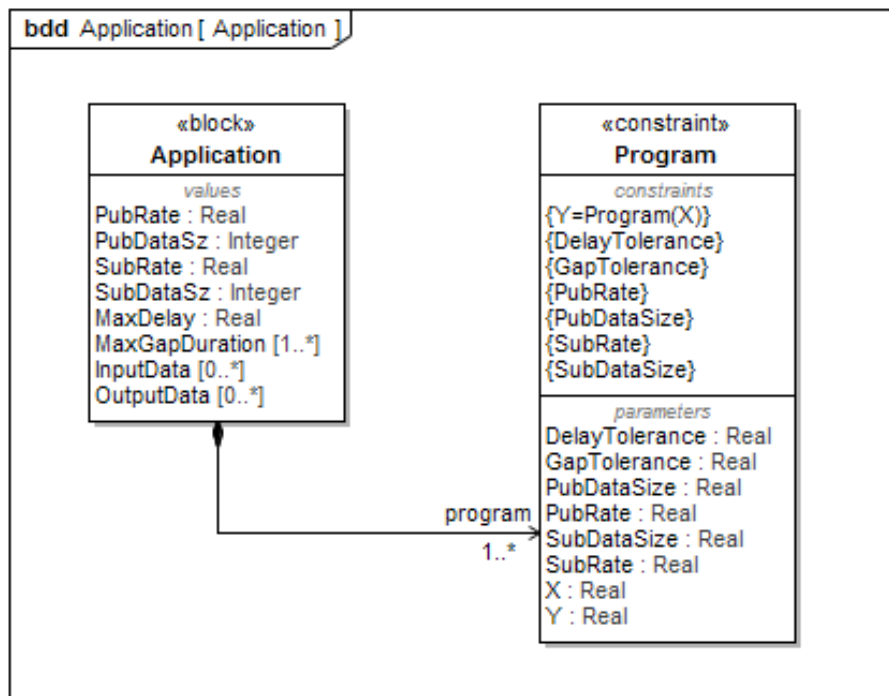 bdd Application [ Application ]
«block»
Application
values
PubRate : Real
PubDataSz : Integer
SubRate : Real
SubDataSz : Integer
MaxDelay : Real
MaxGapDuration [1..*]
InputData [0..*]
OutputData [0..*]
«constraint»
Program
constraints
{Y=Program(X)}
{DelayTolerance}
{GapTolerance}
{PubRate}
{PubDataSize}
{SubRate}
{SubDataSize}
parameters
DelayTolerance : Real
GapTolerance : Real
PubDataSize : Real
PubRate : Real
SubDataSize : Real
SubRate : Real
X : Real
Y : Real
program
1..*